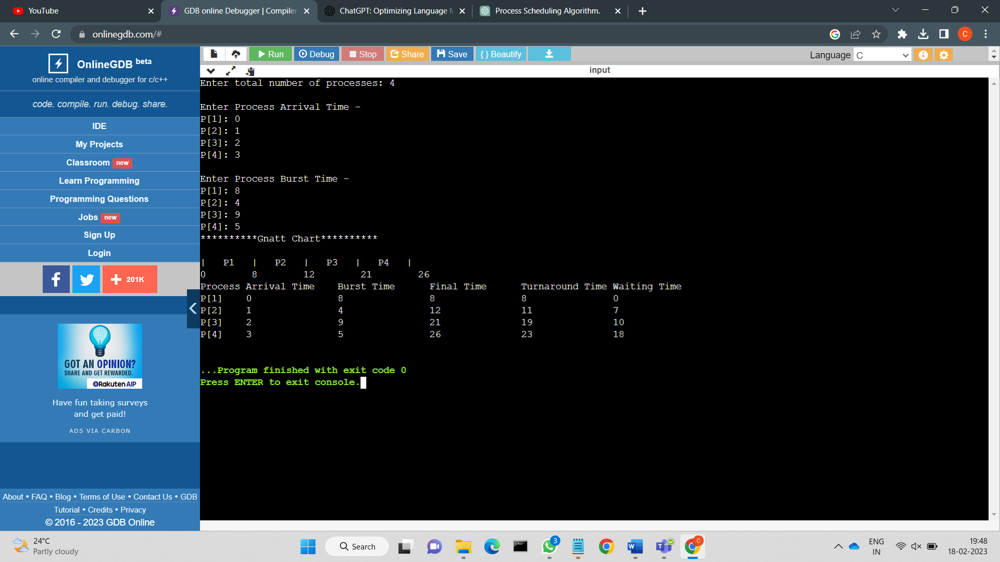 YouTube
GDB online Debugger | Compiler
ChatGPT: Optimizing Language M
Process Scheduling Algorithm.
onlinegdb.com/#
C
OnlineGDB beta
online compiler and debugger for c/c++
code. compile. run. debug. share.
IDE
My Projects
Classroom new
Learn Programming
Programming Questions
Jobs new
Sign Up
Login
201K
GOT AN OPINION?
SHARE AND GET REWARDED.
Rakuten AIP
Have fun taking surveys
and get paid!
ADS VIA CARBON
About • FAQ • Blog • Terms of Use • Contact Us • GDB
Tutorial • Credits • Privacy
© 2016 - 2023 GDB Online
Run Debug Stop Share Save { } Beautify
Language C
input
Enter total number of processes: 4
Enter Process Arrival Time -
P[1]: 0
P[2]: 1
P[3]: 2
P[4]: 3
Enter Process Burst Time -
P[1]: 8
P[2]: 4
P[3]: 9
P[4]: 5
**********Gnatt Chart**********
| P1 | P2 | P3 | P4 |
0 8 12 21 26
Process Arrival Time Burst Time Final Time Turnaround Time Waiting Time
P[1] 0 8 8 8 0
P[2] 1 4 12 11 7
P[3] 2 9 21 19 10
P[4] 3 5 26 23 18
...Program finished with exit code 0
Press ENTER to exit console.
24°C
Partly cloudy
Search
3
C
ENG
IN
19:48
18-02-2023